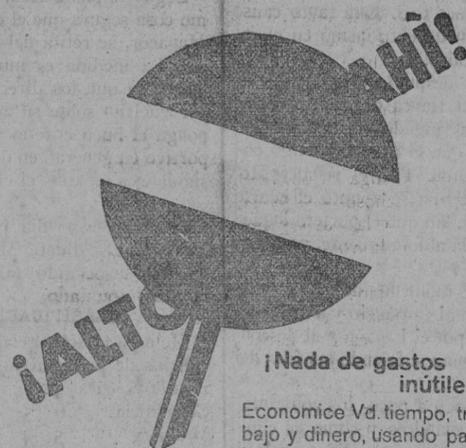 ¡ALTO
AHÍ!
¡Nada de gastos
inútile
Economice Vd. tiempo, tr
bajo y dinero, usando pa